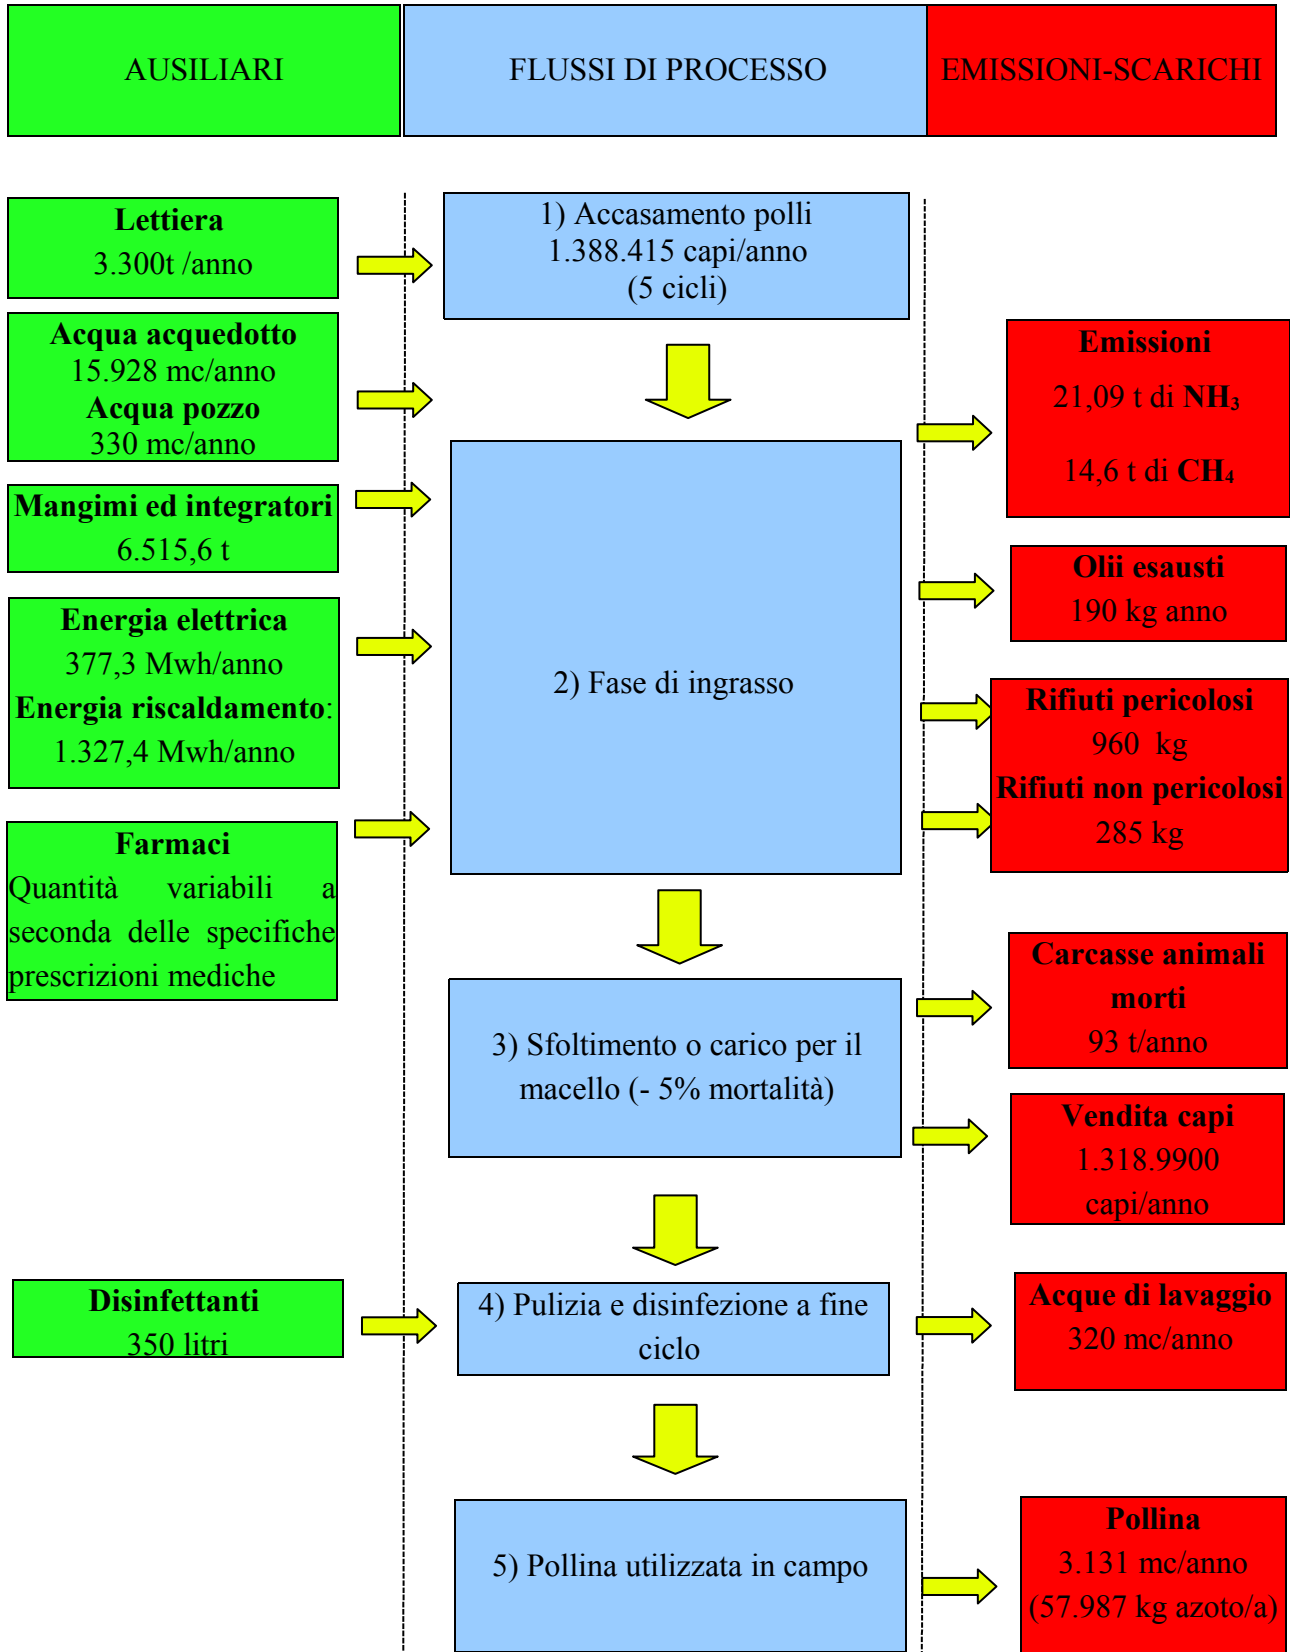 AUSILIARI
FLUSSI DI PROCESSO
EMISSIONI-SCARICHI
Lettiera
3.300t /anno
Acqua acquedotto
15.928 mc/anno
Acqua pozzo
330 mc/anno
Mangimi ed integratori
6.515,6 t
Energia elettrica
377,3 Mwh/anno
Energia riscaldamento:
1.327,4 Mwh/anno
Farmaci
Quantità variabili a
seconda delle specifiche
prescrizioni mediche
Disinfettanti
350 litri
1) Accasamento polli
1.388.415 capi/anno
(5 cicli)
2) Fase di ingrasso
3) Sfoltimento o carico per il
macello (- 5% mortalità)
4) Pulizia e disinfezione a fine
ciclo
5) Pollina utilizzata in campo
Emissioni
21,09 t di NH₃
14,6 t di CH₄
Olii esausti
190 kg anno
Rifiuti pericolosi
960 kg
Rifiuti non pericolosi
285 kg
Carcasse animali
morti
93 t/anno
Vendita capi
1.318.9900
capi/anno
Acque di lavaggio
320 mc/anno
Pollina
3.131 mc/anno
(57.987 kg azoto/a)